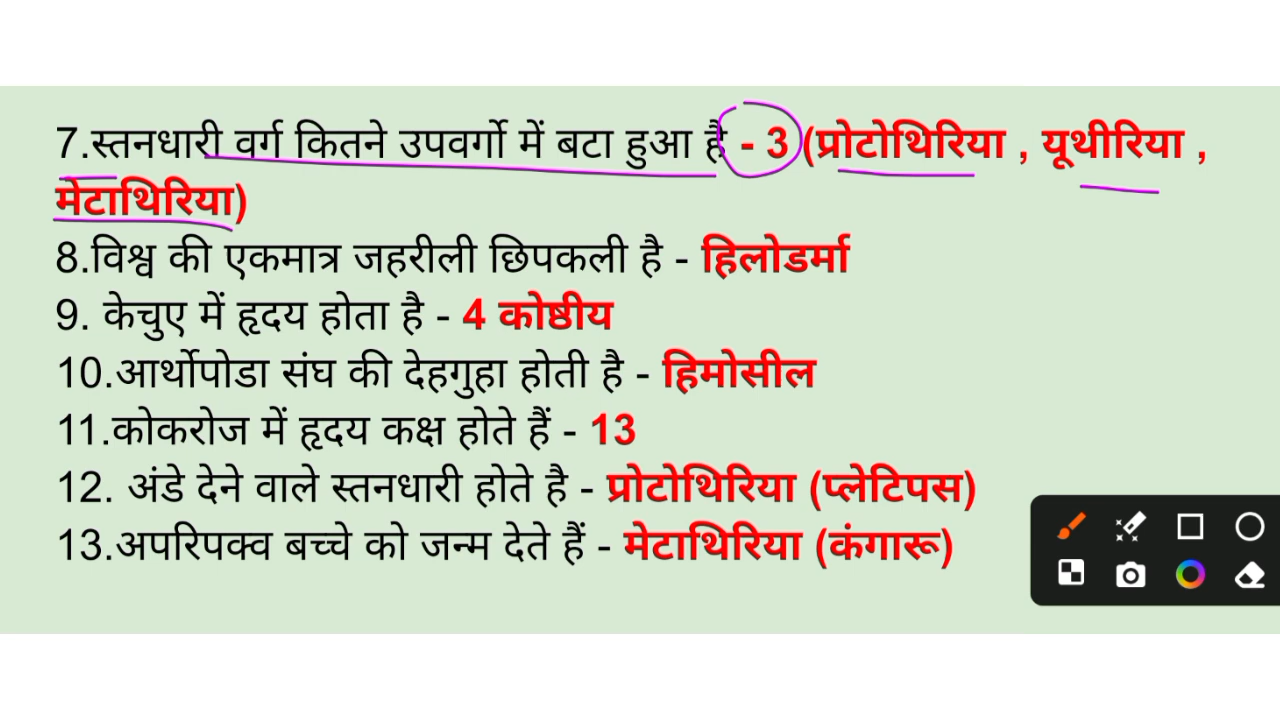 7.स्तनधारी वर्ग कितने उपवर्गो में बटा हुआ है - 3 (प्रोटोथिरिया , यूथीरिया ,
मेटाथिरिया)
8.विश्व की एकमात्र जहरीली छिपकली है - हिलोडर्मा
9. केचुए में हृदय होता है - 4 कोष्ठीय
10.आर्थोपोडा संघ की देहगुहा होती है - हिमोसील
11.कोकरोज में हृदय कक्ष होते हैं - 13
12. अंडे देने वाले स्तनधारी होते है - प्रोटोथिरिया (प्लेटिपस)
13.अपरिपक्व बच्चे को जन्म देते हैं - मेटाथिरिया (कंगारू)